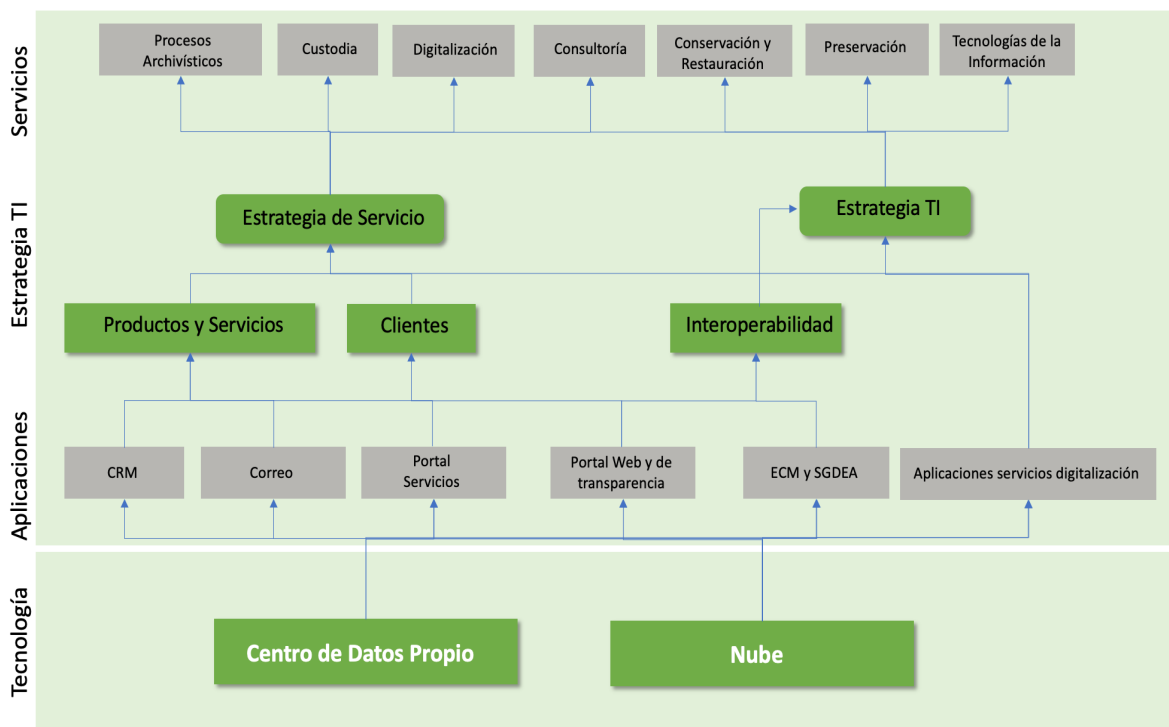 Servicios
Procesos
Archivísticos
Custodia
Digitalización
Consultoría
Conservación y
Restauración
Preservación
Tecnologías de la
Información
Estrategia TI
Estrategia de Servicio
Estrategia TI
Productos y Servicios
Clientes
Interoperabilidad
Aplicaciones
CRM
Correo
Portal
Servicios
Portal Web y de
transparencia
ECM y SGDEA
Aplicaciones servicios digitalización
Tecnología
Centro de Datos Propio
Nube